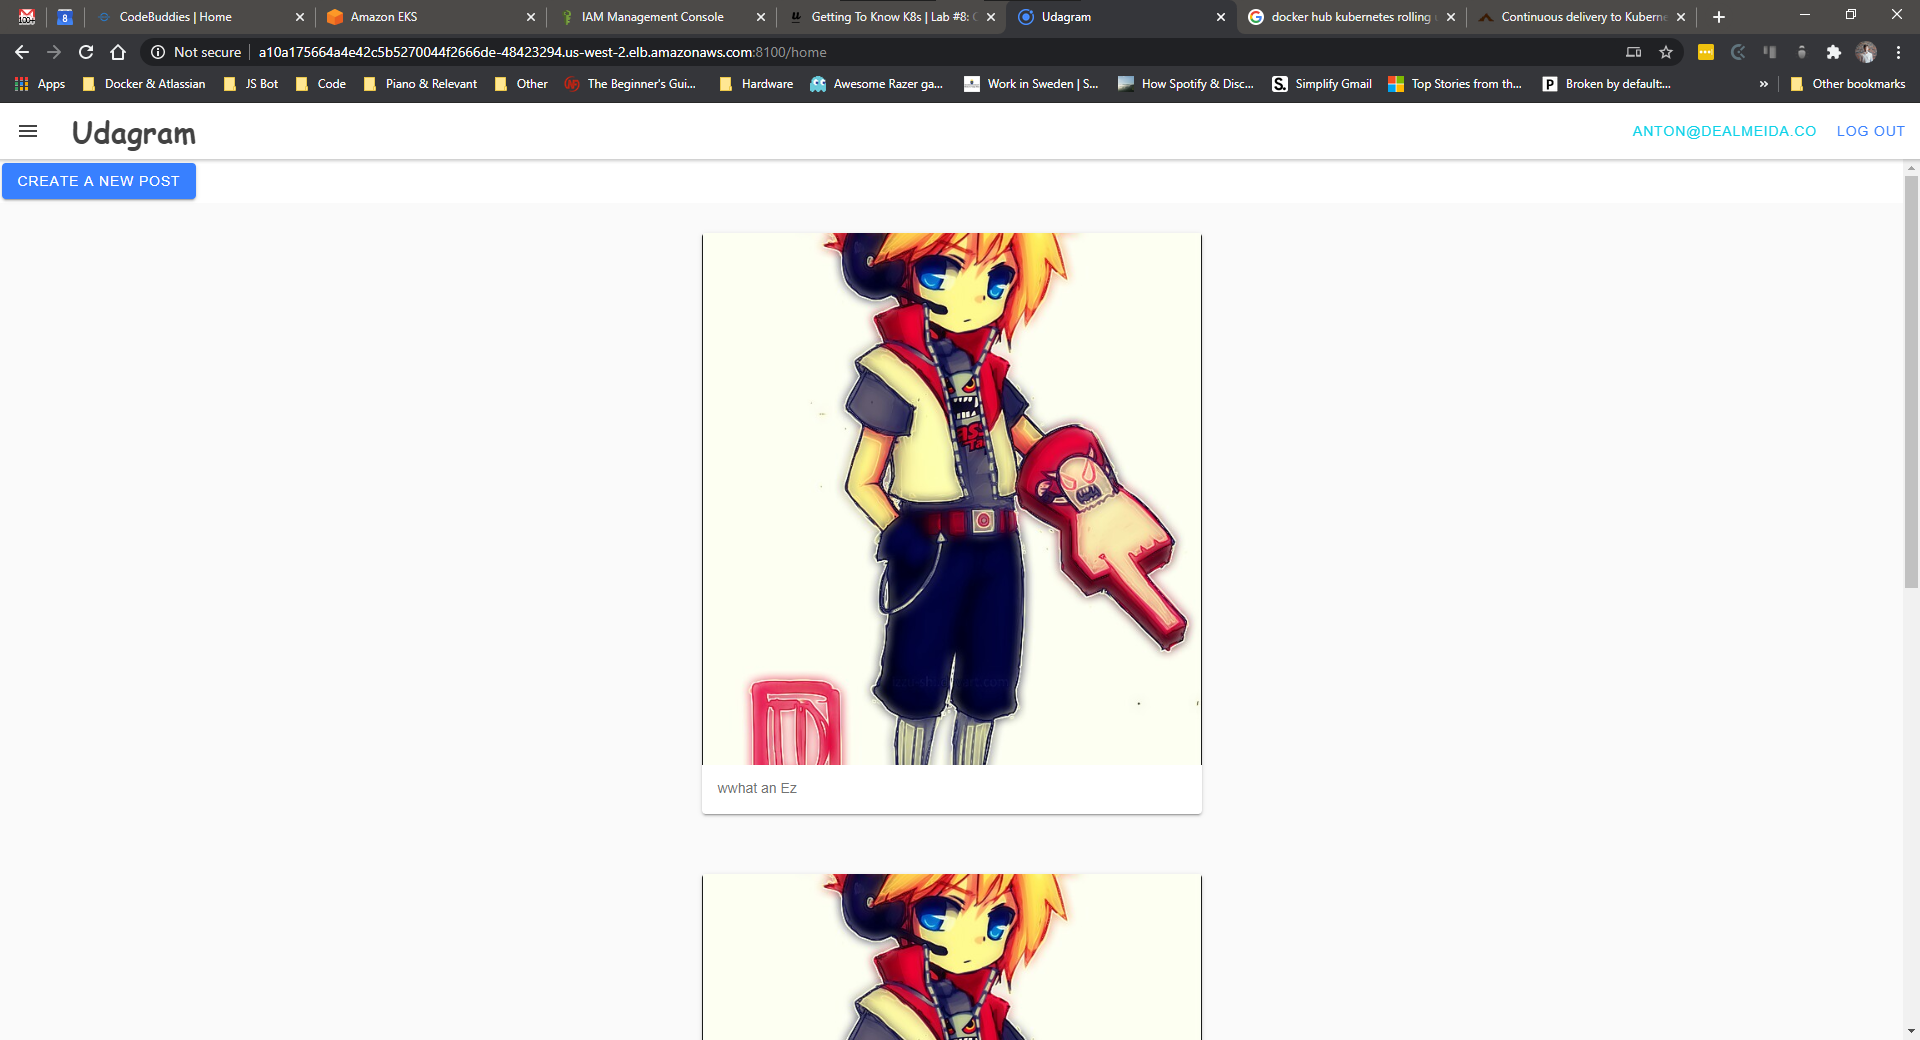 100+
8
CodeBuddies | Home
Amazon EKS
IAM Management Console
Getting To Know K8s | Lab #8: C
Udagram
docker hub kubernetes rolling
Continuous delivery to Kuberne
Not secure
a10a175664a4e42c5b5270044f2666de-48423294.us-west-2.elb.amazonaws.com:8100/home
Apps
Docker & Atlassian
JS Bot
Code
Piano & Relevant
Other
The Beginner's Gui...
Hardware
Awesome Razer ga...
Work in Sweden | S...
How Spotify & Disc...
Simplify Gmail
Top Stories from th...
Broken by default:...
»
Other bookmarks
Udagram
ANTON@DEALMEIDA.CO
LOG OUT
CREATE A NEW POST
wwhat an Ez